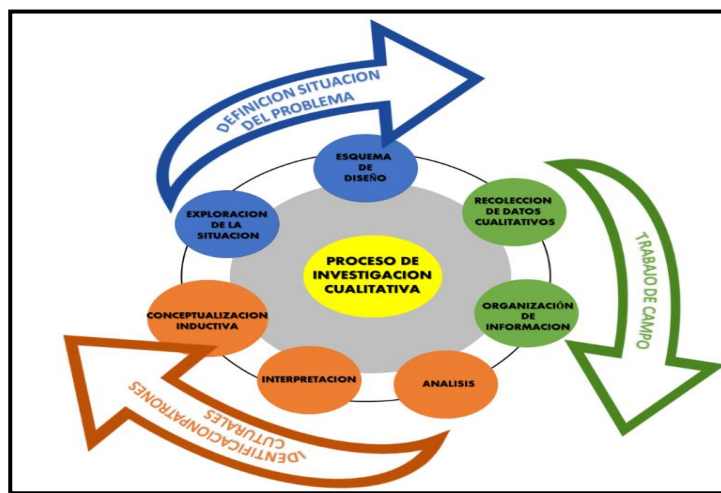 DEFINICION SITUACION
DEL PROBLEMA
ESQUEMA
DE
DISEÑO
EXPLORACION
DE LA
SITUACION
RECOLECCION
DE DATOS
CUALITATIVOS
TRABAJO DE CAMPO
PROCESO DE
INVESTIGACION
CUALITATIVA
CONCEPTUALIZACION
INDUCTIVA
ORGANIZACIÓN
DE
INFORMACION
INTERPRETACION
ANALISIS
IDENTIFICACIONPATRONES
CUTURALES